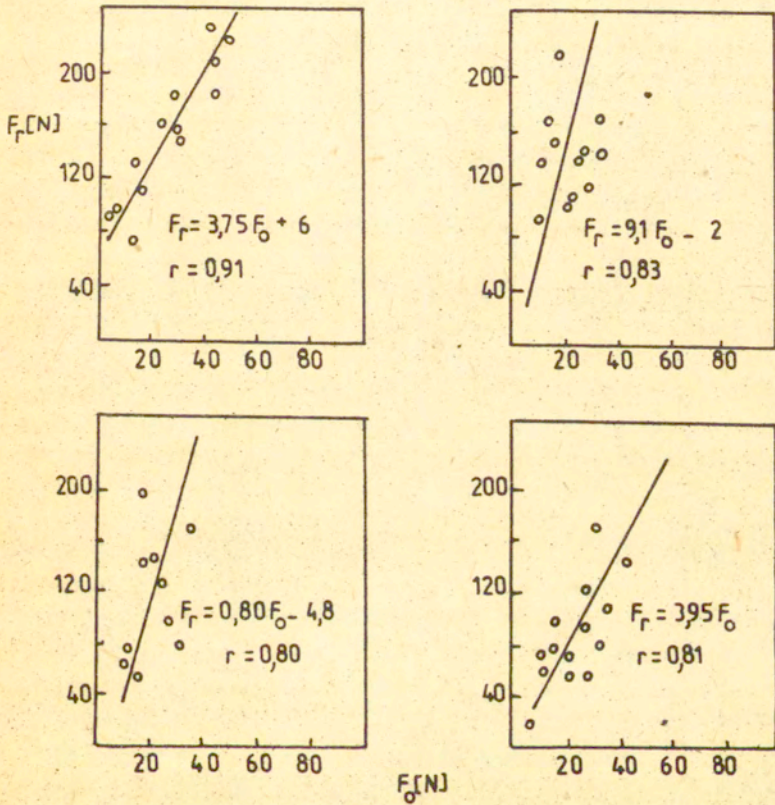 200
Fr[N]
120
Fr = 3,75 Fo + 6
r = 0,91
40
20 40 60 80
200
120
Fr = 9,1 Fo - 2
r = 0,83
40
20 40 60 80
200
120
Fr = 0,80 Fo - 4,8
r = 0,80
40
20 40 60 80
200
120
Fr = 3,95 Fo
r = 0,81
40
20 40 60 80
Fo[N]